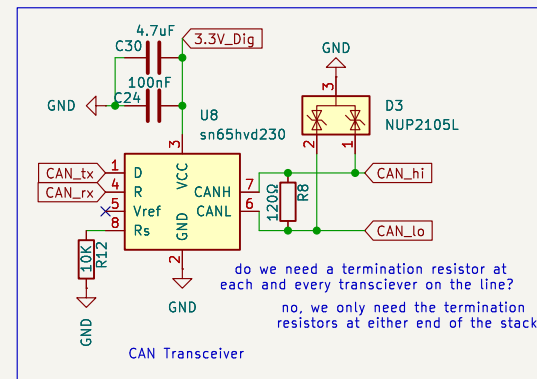 4.7uF
C30
3.3V_Dig
GND
100nF
GND
C24
U8
sn65hvd230
D3
NUP2105L
3
3
2
1
CAN_tx
1
D
VCC
CANH
7
CAN_hi
CAN_rx
4
R
5
Vref
CANL
6
120Ω
R8
8
Rs
GND
CAN_lo
10K
R12
2
GND
GND
do we need a termination resistor at
each and every transciever on the line?
no, we only need the termination
resistors at either end of the stack
CAN Transceiver